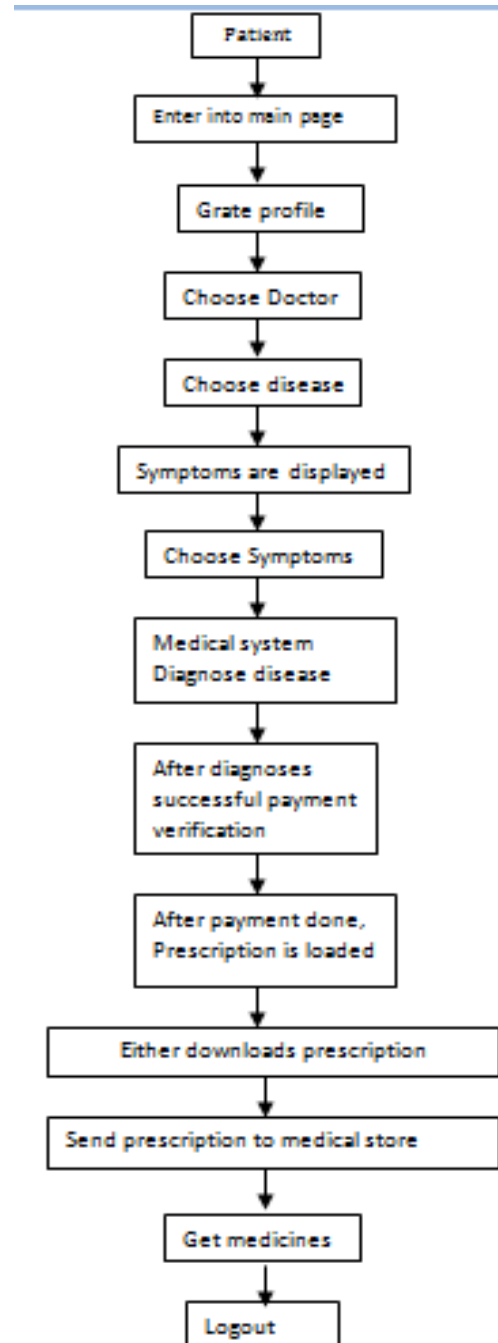 Patient
Enter into main page
Grate profile
Choose Doctor
Choose disease
Symptoms are displayed
Choose Symptoms
Medical system
Diagnose disease
After diagnoses
successful payment
verification
After payment done,
Prescription is loaded
Either downloads prescription
Send prescription to medical store
Get medicines
Logout